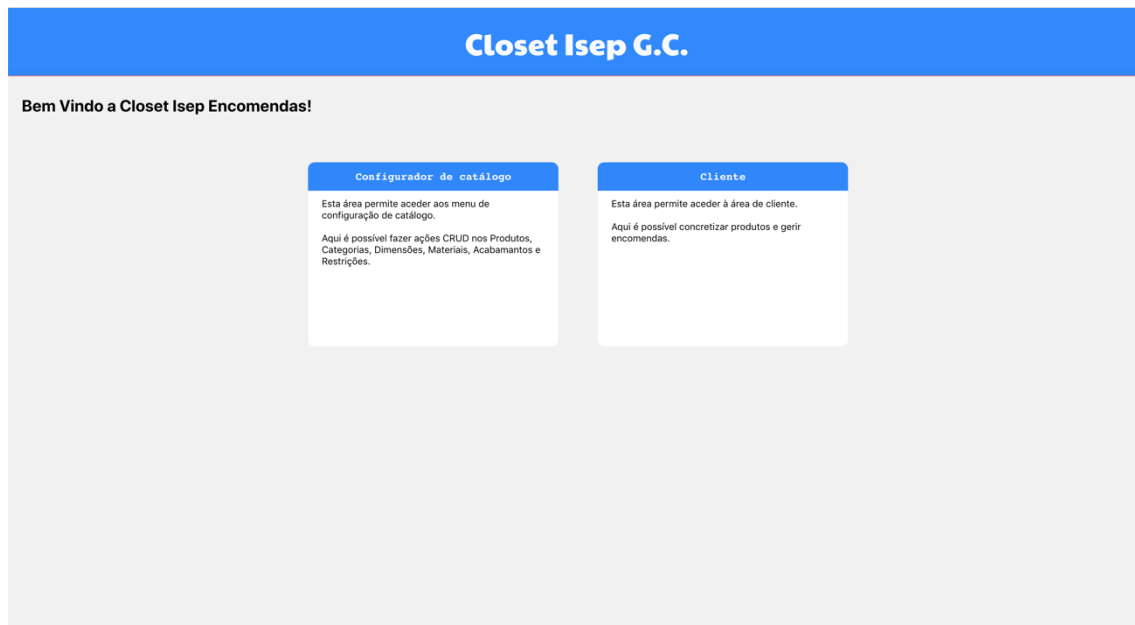 Closet Isep G.C.
Bem Vindo a Closet Isep Encomendas!
Configurador de catálogo
Esta área permite aceder aos menu de
configuração de catálogo.
Aqui é possível fazer ações CRUD nos Produtos,
Categorias, Dimensões, Materiais, Acabamantos e
Restrições.
Cliente
Esta área permite aceder à área de cliente.
Aqui é possível concretizar produtos e gerir
encomendas.